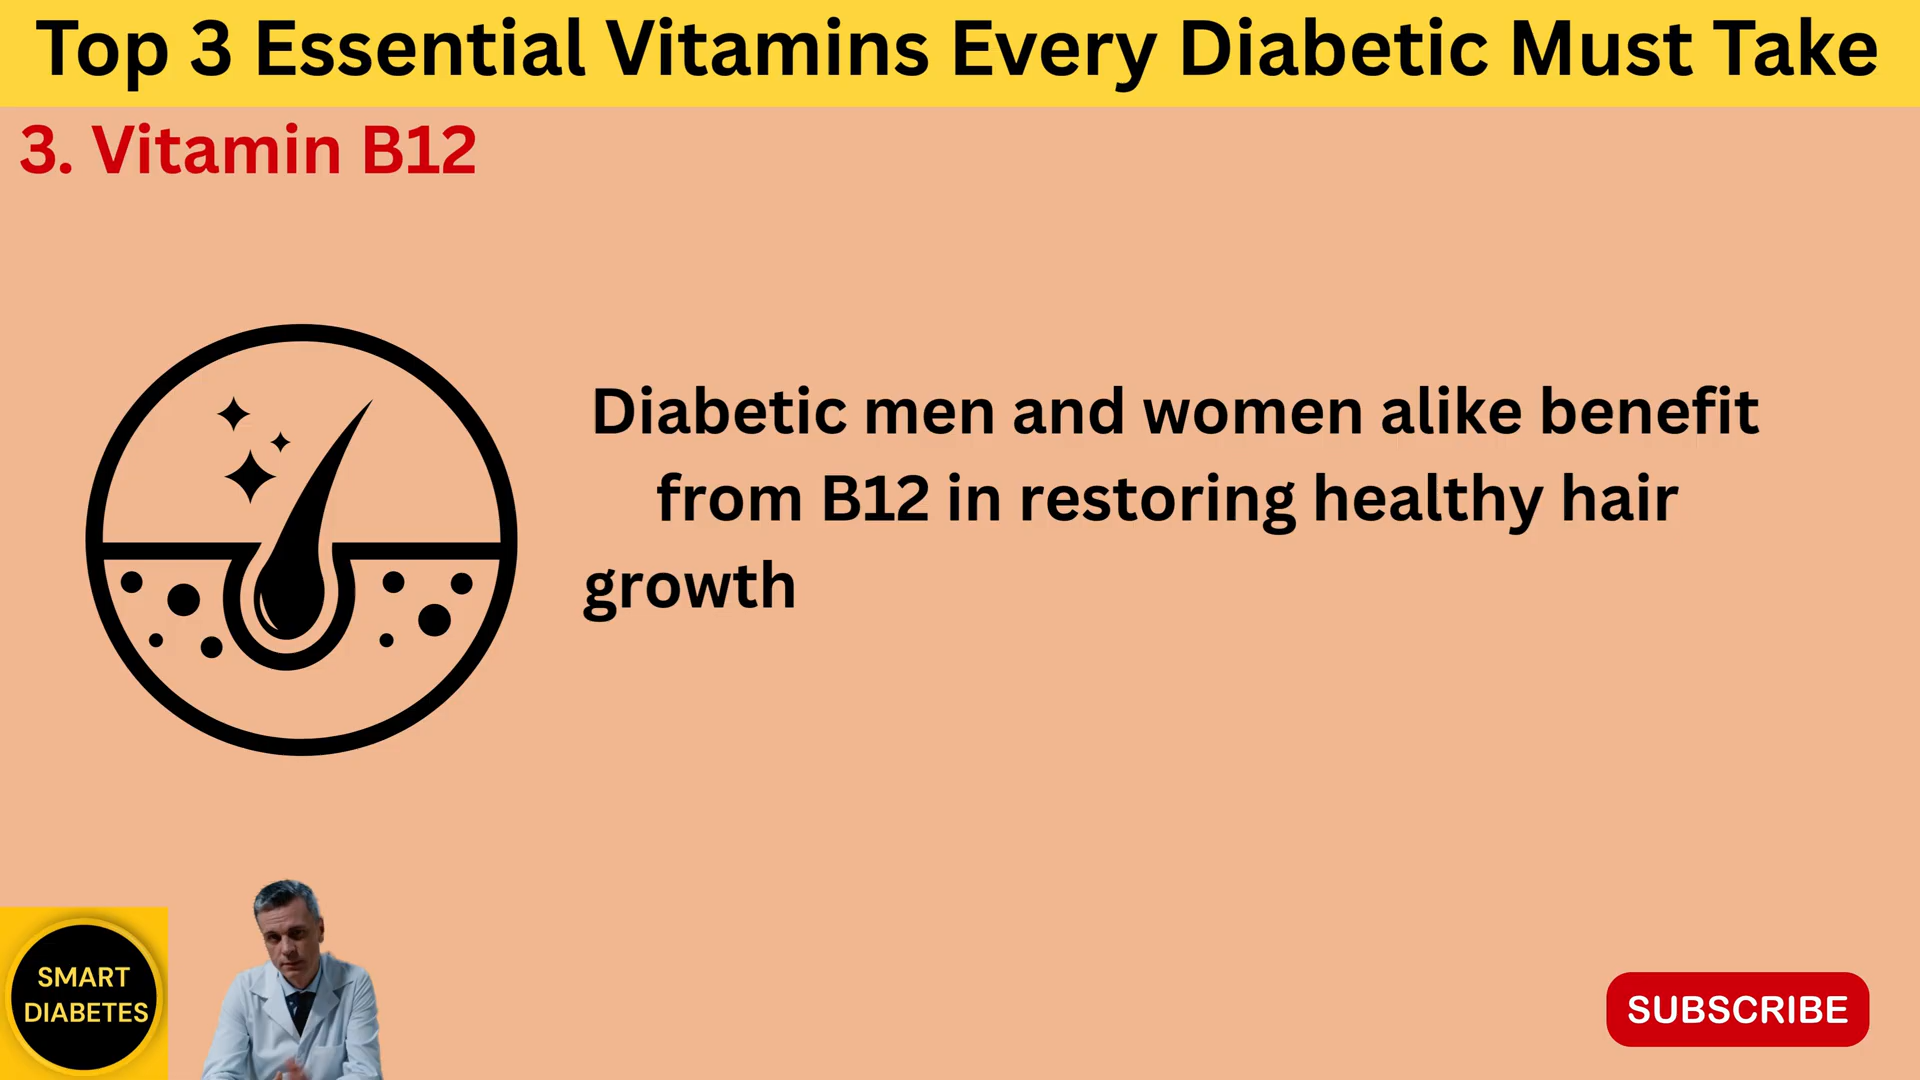 Top 3 Essential Vitamins Every Diabetic Must Take
3. Vitamin B12
Diabetic men and women alike benefit
from B12 in restoring healthy hair
growth
SMART
DIABETES
SUBSCRIBE